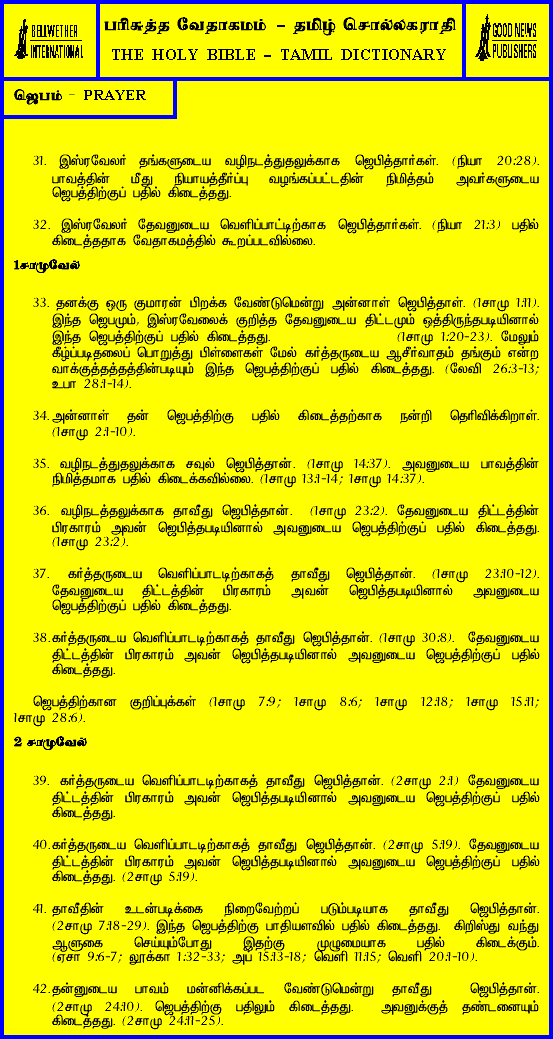 BELLWETHER
INTERNATIONAL
பரிசுத்த வேதாகமம் - தமிழ் சொல்லகராதி
THE HOLY BIBLE - TAMIL DICTIONARY
GOOD NEWS
PUBLISHERS
ஜெபம் - PRAYER
31. இஸ்ரவேலர் தங்களுடைய வழிநடத்துதலுக்காக ஜெபித்தார்கள். (நியா 20:28).
பாவத்தின் மீது நியாயத்தீர்ப்பு வழங்கப்பட்டதின் நிமித்தம் அவர்களுடைய
ஜெபத்திற்குப் பதில் கிடைத்தது.
32. இஸ்ரவேலர் தேவனுடைய வெளிப்பாட்டிற்காக ஜெபித்தார்கள். (நியா 21:3) பதில்
கிடைத்ததாக வேதாகமத்தில் கூறப்படவில்லை.
1சாமுவேல்
33. தனக்கு ஒரு குமாரன் பிறக்க வேண்டுமென்று அன்னாள் ஜெபித்தாள். (1சாமு 1:11).
இந்த ஜெபமும், இஸ்ரவேலைக் குறித்த தேவனுடைய திட்டமும் ஒத்திருந்தபடியினால்
இந்த ஜெபத்திற்குப் பதில் கிடைத்தது. (1சாமு 1:20-23). மேலும்
கீழ்ப்படிதலைப் பொறுத்து பிள்ளைகள் மேல் கர்த்தருடைய ஆசீர்வாதம் தங்கும் என்ற
வாக்குத்தத்தத்தின்படியும் இந்த ஜெபத்திற்குப் பதில் கிடைத்தது. (லேவி 26:3-13;
உபா 28:1-14).
34.அன்னாள் தன் ஜெபத்திற்கு பதில் கிடைத்தற்காக நன்றி தெரிவிக்கிறாள்.
(1சாமு 2:1-10).
35. வழிநடத்துதலுக்காக சவுல் ஜெபித்தான். (1சாமு 14:37). அவனுடைய பாவத்தின்
நிமித்தமாக பதில் கிடைக்கவில்லை. (1சாமு 13:1-14; 1சாமு 14:37).
36. வழிநடத்தலுக்காக தாவீது ஜெபித்தான். (1சாமு 23:2). தேவனுடைய திட்டத்தின்
பிரகாரம் அவன் ஜெபித்தபடியினால் அவனுடைய ஜெபத்திற்குப் பதில் கிடைத்தது.
(1சாமு 23:2).
37. கர்த்தருடைய வெளிப்பாடடிற்காகத் தாவீது ஜெபித்தான். (1சாமு 23:10-12).
தேவனுடைய திட்டத்தின் பிரகாரம் அவன் ஜெபித்தபடியினால் அவனுடைய
ஜெபத்திற்குப் பதில் கிடைத்தது.
38.கர்த்தருடைய வெளிப்பாடடிற்காகத் தாவீது ஜெபித்தான். (1சாமு 30:8). தேவனுடைய
திட்டத்தின் பிரகாரம் அவன் ஜெபித்தபடியினால் அவனுடைய ஜெபத்திற்குப் பதில்
கிடைத்தது.
ஜெபத்திற்கான குறிப்புக்கள் (1சாமு 7:9; 1சாமு 8:6; 1சாமு 12:18; 1சாமு 15:11;
1சாமு 28:6).
2 சாமுவேல்
39. கர்த்தருடைய வெளிப்பாடடிற்காகத் தாவீது ஜெபித்தான். (2சாமு 2:1) தேவனுடைய
திட்டத்தின் பிரகாரம் அவன் ஜெபித்தபடியினால் அவனுடைய ஜெபத்திற்குப் பதில்
கிடைத்தது.
40.கர்த்தருடைய வெளிப்பாடடிற்காகத் தாவீது ஜெபித்தான். (2சாமு 5:19). தேவனுடைய
திட்டத்தின் பிரகாரம் அவன் ஜெபித்தபடியினால் அவனுடைய ஜெபத்திற்குப் பதில்
கிடைத்தது. (2சாமு 5:19).
41. தாவீதின் உடன்படிக்கை நிறைவேற்றப் படும்படியாக தாவீது ஜெபித்தான்.
(2சாமு 7:18-29). இந்த ஜெபத்திற்கு பாதியளவில் பதில் கிடைத்தது. கிறிஸ்து வந்து
ஆளுகை செய்யும்போது இதற்கு முழுமையாக பதில் கிடைக்கும்.
(ஏசா 9:6-7; லூக்கா 1:32-33; அப் 15:13-18; வெளி 11:15; வெளி 20:1-10).
42.தன்னுடைய பாவம் மன்னிக்கப்பட வேண்டுமென்று தாவீது ஜெபித்தான்.
(2சாமு 24:10). ஜெபத்திற்கு பதிலும் கிடைத்தது. அவனுக்குத் தண்டனையும்
கிடைத்தது. (2சாமு 24:11-25).